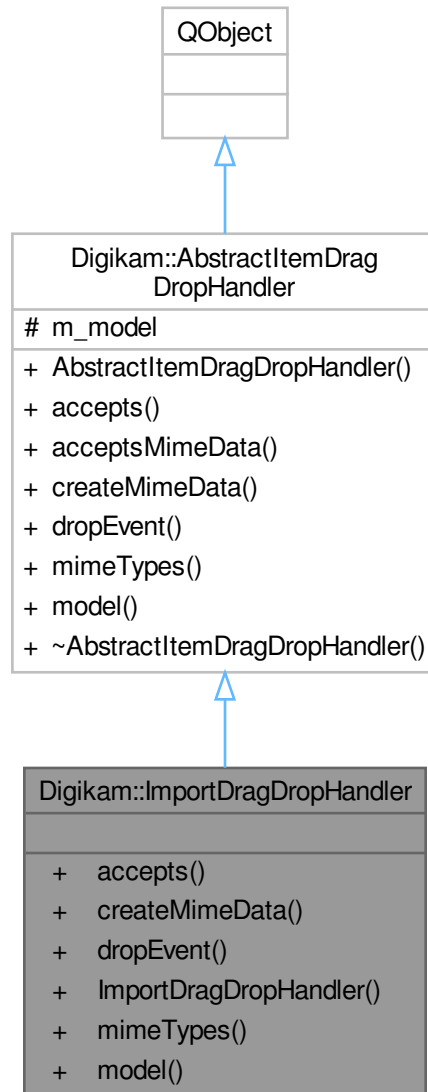 QObject
Digikam::AbstractItemDrag
DropHandler
# m_model
+ AbstractItemDragDropHandler()
+ accepts()
+ acceptsMimeData()
+ createMimeData()
+ dropEvent()
+ mimeTypes()
+ model()
+ ~AbstractItemDragDropHandler()
Digikam::ImportDragDropHandler
+ accepts()
+ createMimeData()
+ dropEvent()
+ ImportDragDropHandler()
+ mimeTypes()
+ model()